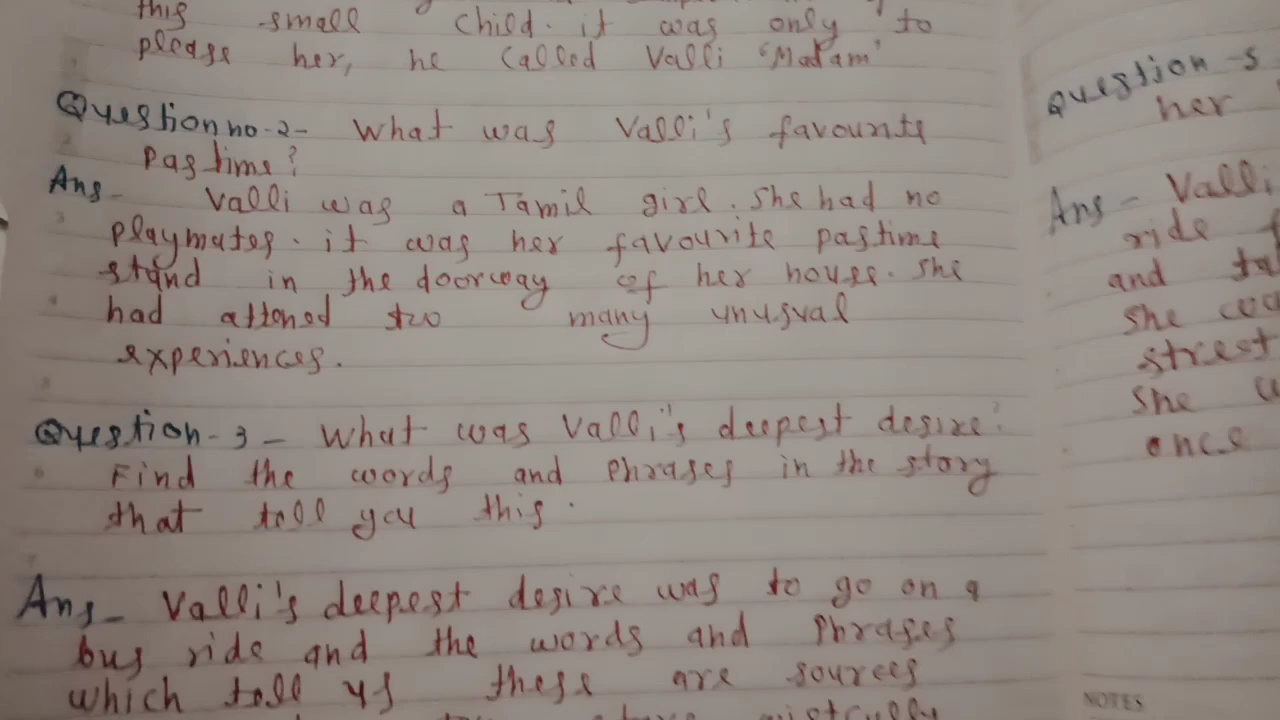 this small child. it was only to
please her, he called Valli 'Madam'
Question no-2- What was Valli's favourite
pastime?
Ans- Valli was a Tamil girl. She had no
playmates. it was her favourite pastime
stand in the doorway of her house. she
had attened two many unusual
experiences.
Question-3- What was Valli's deepest desire.
Find the words and phrases in the story
that tell you this.
Ans- Valli's deepest desire was to go on a
bus ride and the words and phrases
which tell us these are sources
Question-5
her
Ans- Valli
ride
and
she
street
she
once
NOTES